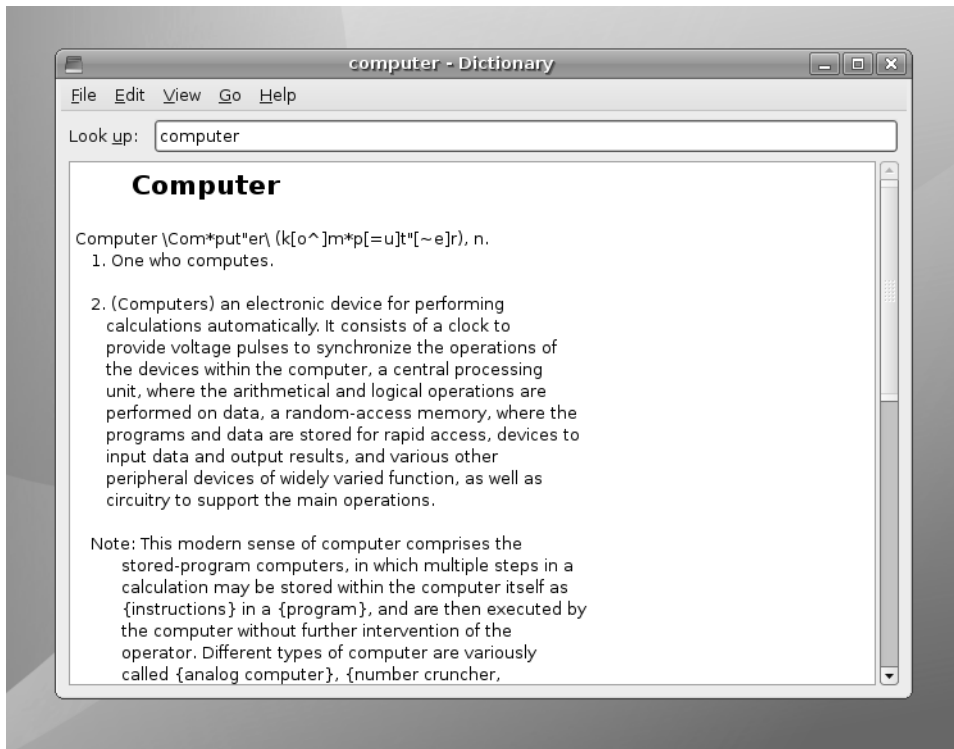 computer - Dictionary
File Edit View Go Help
Look up: computer
Computer
Computer \Com*put"er\ (k[o^]m*p[=u]t"[~e]r), n.
1. One who computes.
2. (Computers) an electronic device for performing
calculations automatically. It consists of a clock to
provide voltage pulses to synchronize the operations of
the devices within the computer, a central processing
unit, where the arithmetical and logical operations are
performed on data, a random-access memory, where the
programs and data are stored for rapid access, devices to
input data and output results, and various other
peripheral devices of widely varied function, as well as
circuitry to support the main operations.
Note: This modern sense of computer comprises the
stored-program computers, in which multiple steps in a
calculation may be stored within the computer itself as
{instructions} in a {program}, and are then executed by
the computer without further intervention of the
operator. Different types of computer are variously
called {analog computer}, {number cruncher,